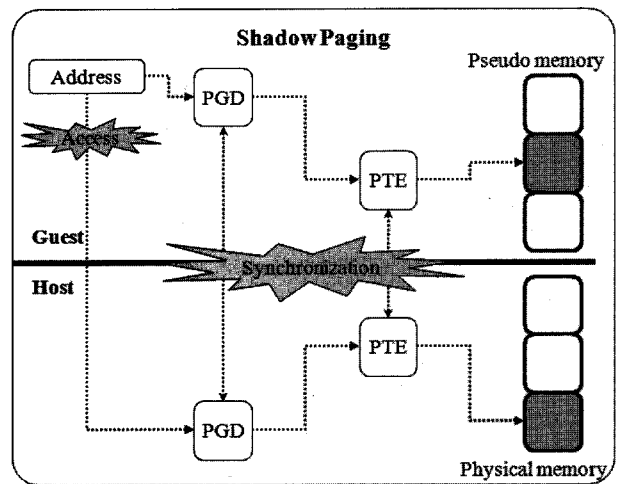 Shadow Paging
Pseudo memory
Address
PGD
Access
PTE
Guest
Synchronization
Host
PTE
PGD
Physical memory